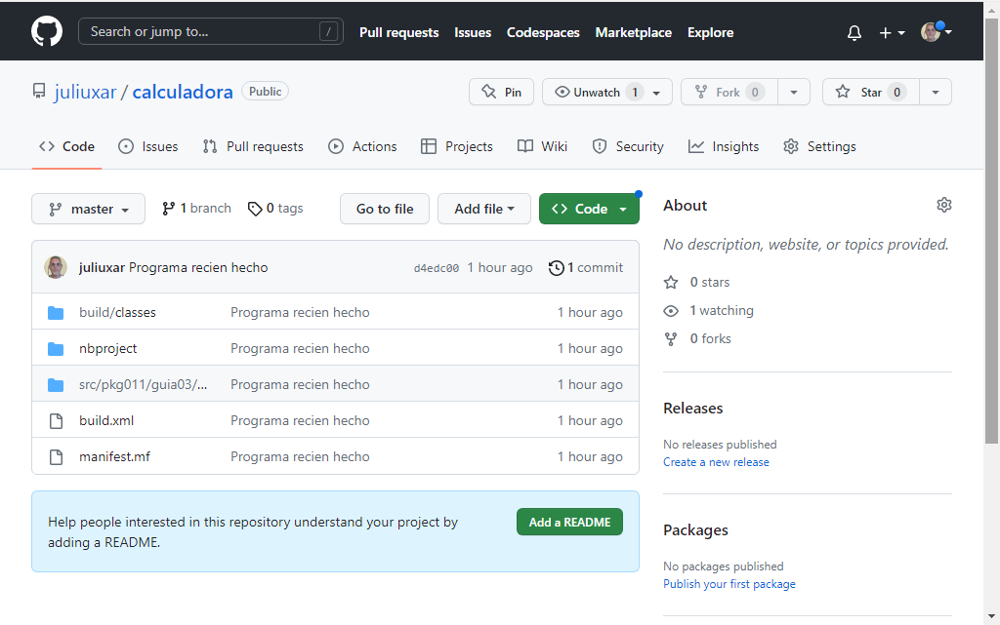 Search or jump to... /
Pull requests Issues Codespaces Marketplace Explore
juliuxar / calculadora Public
Pin
Unwatch 1
Fork 0
Star 0
Code Issues Pull requests Actions Projects Wiki Security Insights Settings
master 1 branch 0 tags Go to file Add file Code
juliuxar Programa recien hecho d4edc00 1 hour ago 1 commit
build/classes Programa recien hecho 1 hour ago
nbproject Programa recien hecho 1 hour ago
src/pkg011/guia03/... Programa recien hecho 1 hour ago
build.xml Programa recien hecho 1 hour ago
manifest.mf Programa recien hecho 1 hour ago
Help people interested in this repository understand your project by
adding a README.
Add a README
About
No description, website, or topics provided.
0 stars
1 watching
0 forks
Releases
No releases published
Create a new release
Packages
No packages published
Publish your first package